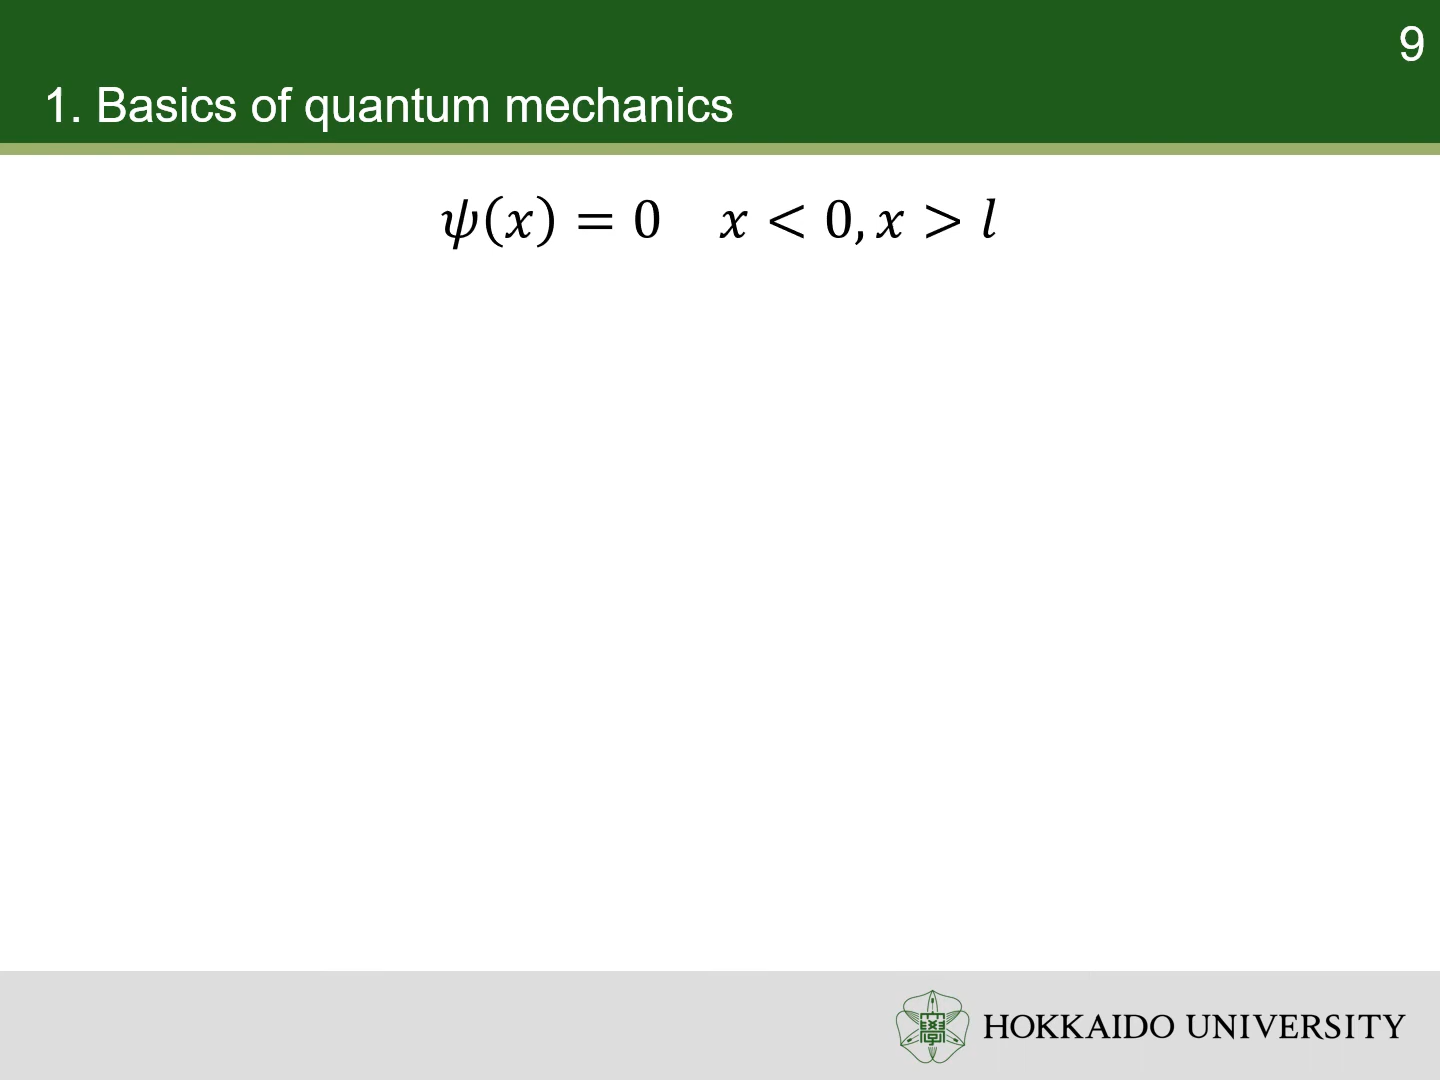 9
1. Basics of quantum mechanics
𝜓(𝑥) = 0 𝑥 < 0, 𝑥 > 𝑙
HOKKAIDO UNIVERSITY